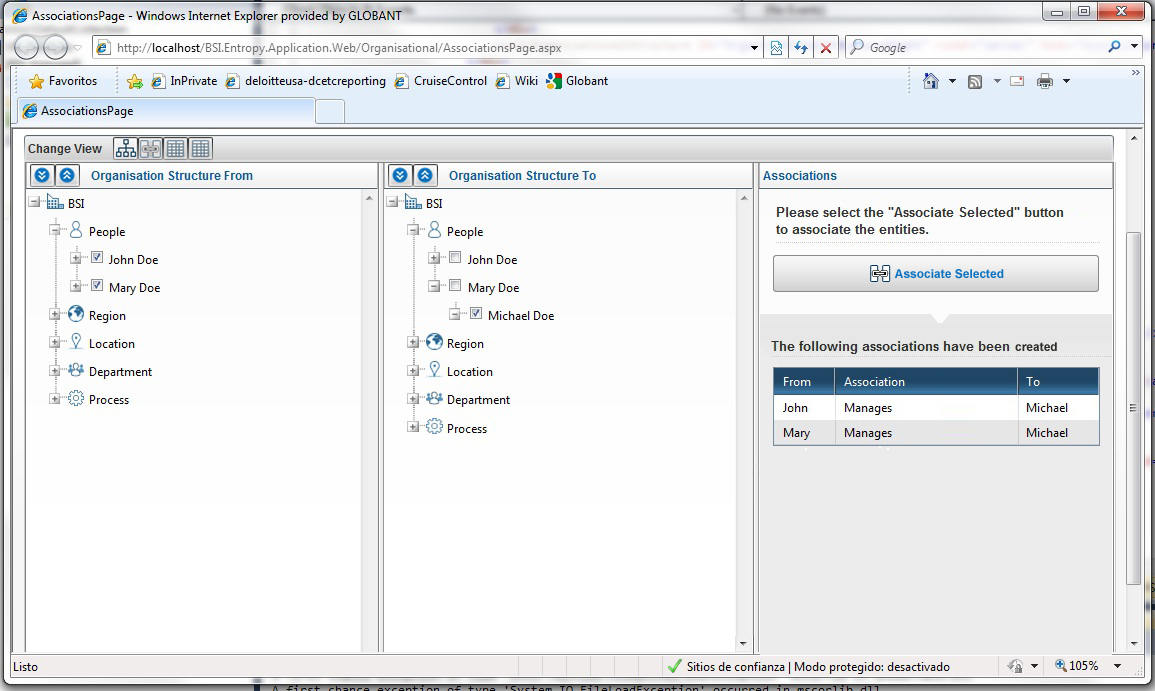 AssociationsPage - Windows Internet Explorer provided by GLOBANT
http://localhost/BSI.Entropy.Application.Web/Organisational/AssociationsPage.aspx
Google
Favoritos
InPrivate
deloitteusa-dcetcreporting
CruiseControl
Wiki
Globant
AssociationsPage
Change View
Organisation Structure From
BSI
People
John Doe
Mary Doe
Region
Location
Department
Process
Organisation Structure To
BSI
People
John Doe
Mary Doe
Michael Doe
Region
Location
Department
Process
Associations
Please select the "Associate Selected" button
to associate the entities.
Associate Selected
The following associations have been created
From Association To
John Manages Michael
Mary Manages Michael
Listo
Sitios de confianza | Modo protegido: desactivado
105%
A first chance exception of type 'System.IO.FileLoadException' occurred in mscorlib.dll